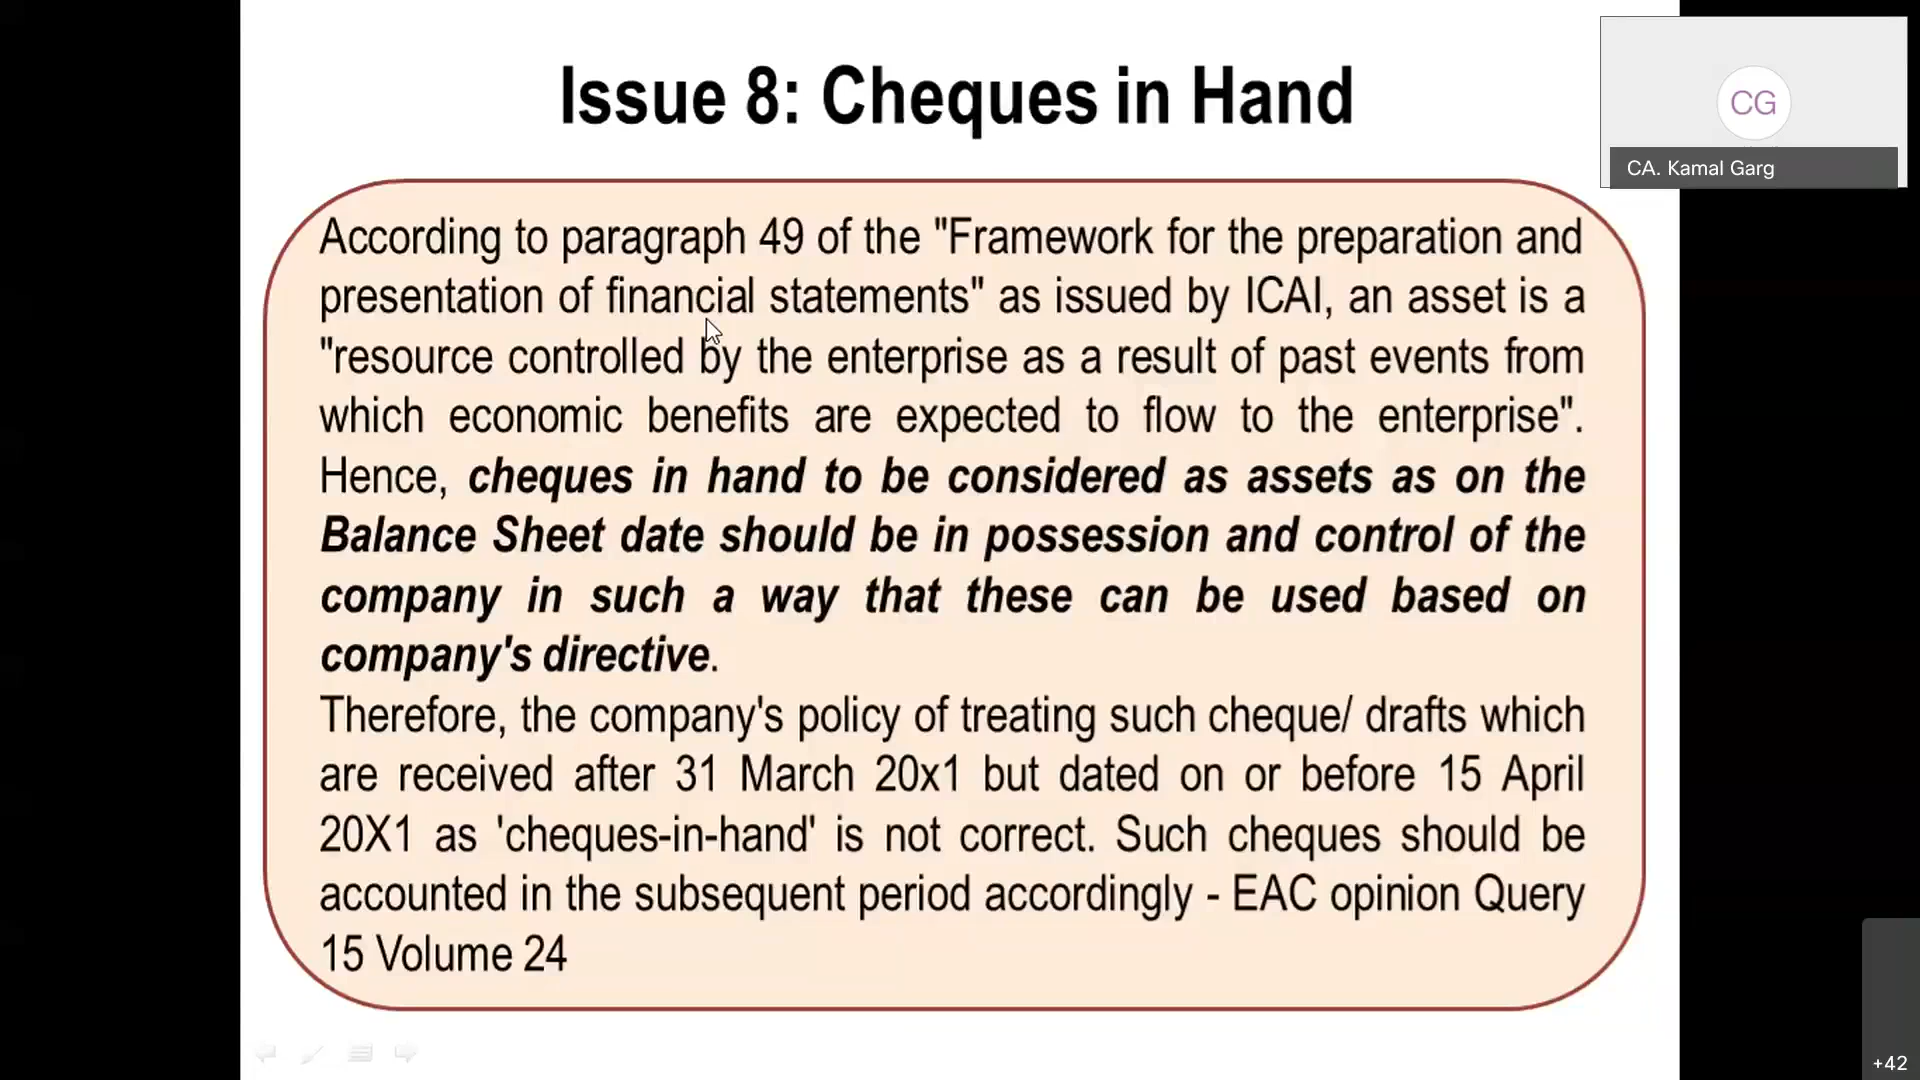 Issue 8: Cheques in Hand
CG
CA. Kamal Garg
According to paragraph 49 of the "Framework for the preparation and
presentation of financial statements" as issued by ICAI, an asset is a
"resource controlled by the enterprise as a result of past events from
which economic benefits are expected to flow to the enterprise".
Hence, cheques in hand to be considered as assets as on the
Balance Sheet date should be in possession and control of the
company in such a way that these can be used based on
company's directive.
Therefore, the company's policy of treating such cheque/ drafts which
are received after 31 March 20x1 but dated on or before 15 April
20X1 as 'cheques-in-hand' is not correct. Such cheques should be
accounted in the subsequent period accordingly - EAC opinion Query
15 Volume 24
+42